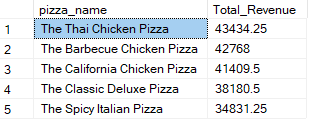 pizza_name Total_Revenue
1 The Thai Chicken Pizza 43434.25
2 The Barbecue Chicken Pizza 42768
3 The California Chicken Pizza 41409.5
4 The Classic Deluxe Pizza 38180.5
5 The Spicy Italian Pizza 34831.25